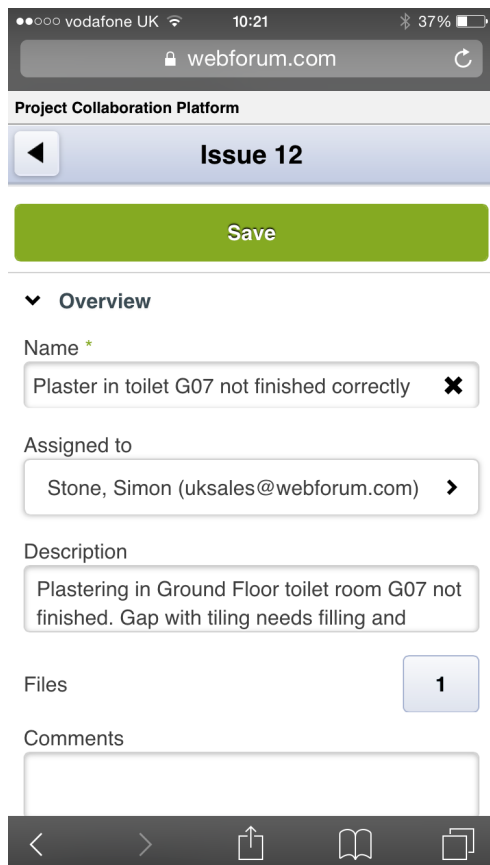 vodafone UK 10:21 37%
webforum.com
Project Collaboration Platform
Issue 12
Save
Overview
Name *
Plaster in toilet G07 not finished correctly
Assigned to
Stone, Simon (uksales@webforum.com)
Description
Plastering in Ground Floor toilet room G07 not
finished. Gap with tiling needs filling and
Files 1
Comments